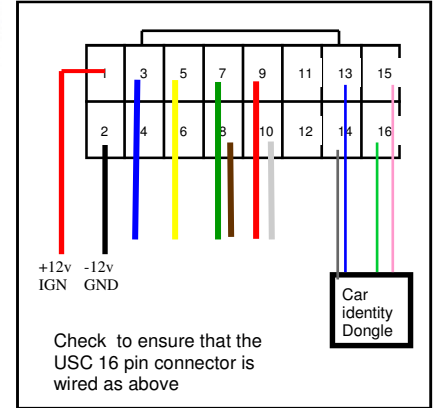 1 3 5 7 9 11 13 15
2 4 6 8 10 12 14 16
+12v -12v
IGN GND
Car
identity
Dongle
Check to ensure that the
USC 16 pin connector is
wired as above